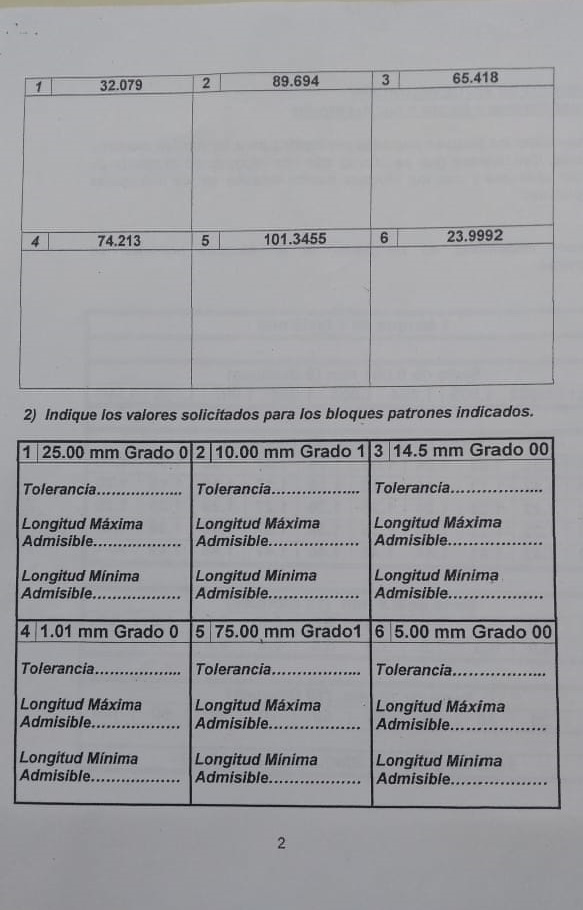 1 32.079 2 89.694 3 65.418
4 74.213 5 101.3455 6 23.9992
2) Indique los valores solicitados para los bloques patrones indicados.
1 25.00 mm Grado 0 2 10.00 mm Grado 1 3 14.5 mm Grado 00
Tolerancia.................. Tolerancia................... Tolerancia...................
Longitud Máxima Longitud Máxima Longitud Máxima
Admisible.................. Admisible................... Admisible...................
Longitud Mínima Longitud Mínima Longitud Mínima
Admisible.................. Admisible................... Admisible...................
4 1.01 mm Grado 0 5 75.00 mm Grado1 6 5.00 mm Grado 00
Tolerancia.................. Tolerancia................... Tolerancia...................
Longitud Máxima Longitud Máxima Longitud Máxima
Admisible.................. Admisible................... Admisible....................
Longitud Mínima Longitud Mínima Longitud Mínima
Admisible.................. Admisible................... Admisible....................
2